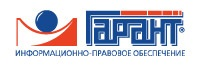 ГАРАНТ®
ИНФОРМАЦИОННО-ПРАВОВОЕ ОБЕСПЕЧЕНИЕ